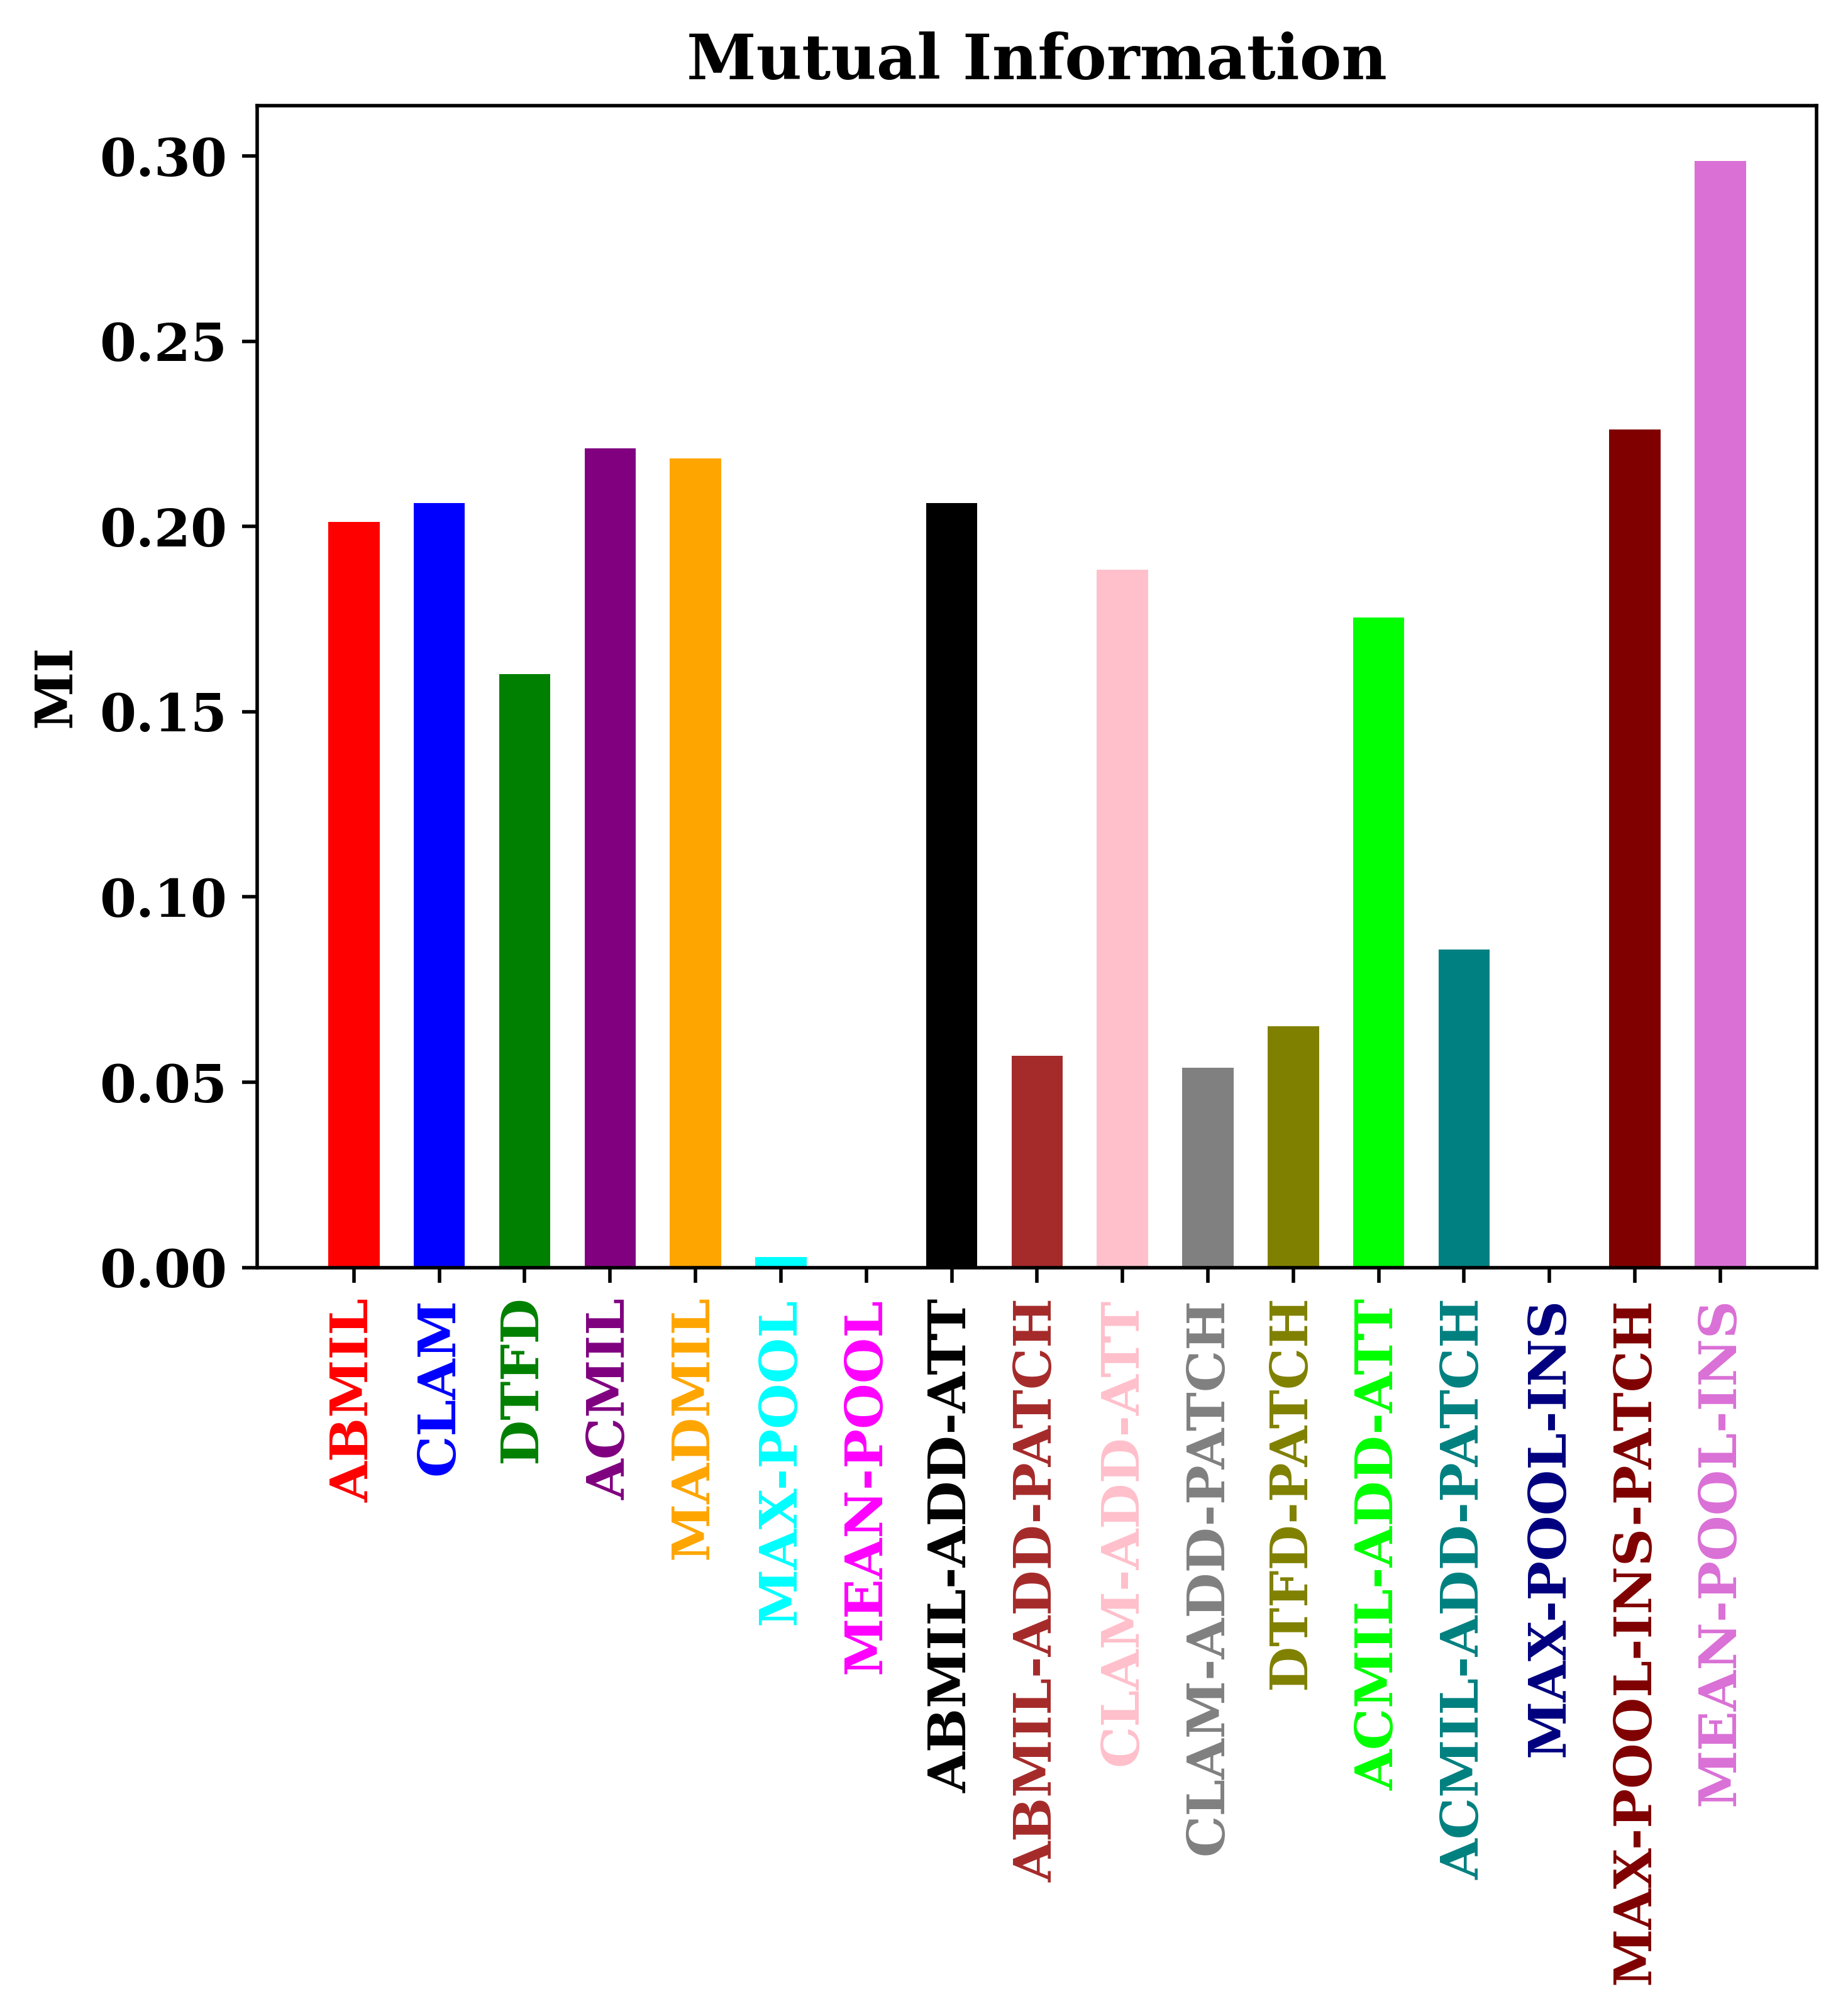 Mutual Information
MI
0.30
0.25
0.20
0.15
0.10
0.05
0.00
ABMIL
CLAM
DTFD
ACMIL
MADMIL
MAX-POOL
MEAN-POOL
ABMIL-ADD-ATT
ABMIL-ADD-PATCH
CLAM-ADD-ATT
CLAM-ADD-PATCH
DTFD-PATCH
ACMIL-ADD-ATT
ACMIL-ADD-PATCH
MAX-POOL-INS
MAX-POOL-INS-PATCH
MEAN-POOL-INS